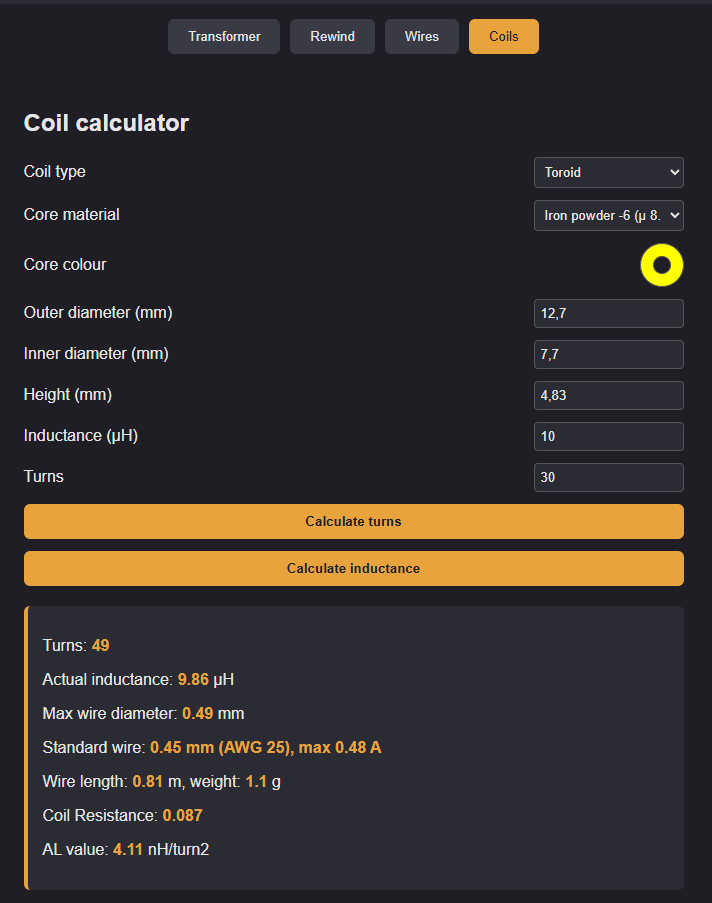 Transformer Rewind Wires Coils
Coil calculator
Coil type Toroid
Core material Iron powder -6 (µ 8.
Core colour
Outer diameter (mm) 12,7
Inner diameter (mm) 7,7
Height (mm) 4,83
Inductance (µH) 10
Turns 30
Calculate turns
Calculate inductance
Turns: 49
Actual inductance: 9.86 µH
Max wire diameter: 0.49 mm
Standard wire: 0.45 mm (AWG 25), max 0.48 A
Wire length: 0.81 m, weight: 1.1 g
Coil Resistance: 0.087
AL value: 4.11 nH/turn2